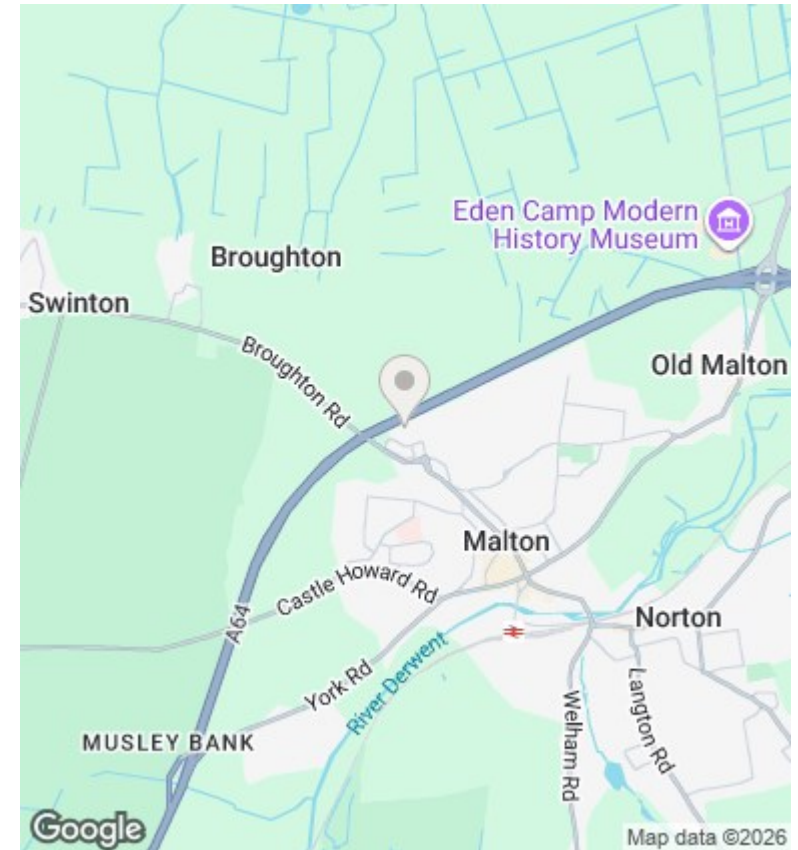 Eden Camp Modern
History Museum
Broughton
Swinton
Broughton Rd
Old Malton
Malton
Castle Howard Rd
A64
Norton
York Rd
River Derwent
Langton Rd
Welham Rd
MUSLEY BANK
Google
Map data ©2026